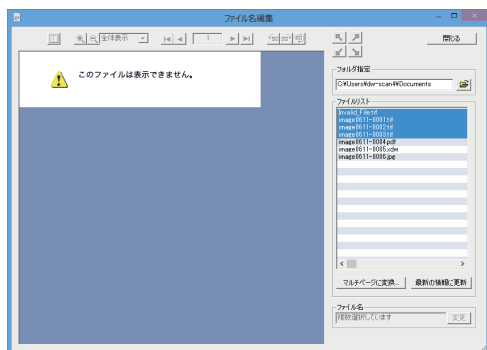 ファイル名編集
全体表示
1
閉じる
このファイルは表示できません。
フォルダ指定
C:¥Users¥dw-scan4¥Documents
ファイルリスト
Invalid_File.tif
image0611-0001.tif
image0611-0002.tif
image0611-0003.tif
image0611-0004.pdf
image0611-0005.xdw
image0611-0006.jpg
マルチページに変換...
最新の情報に更新
ファイル名
複数選択しています
変更